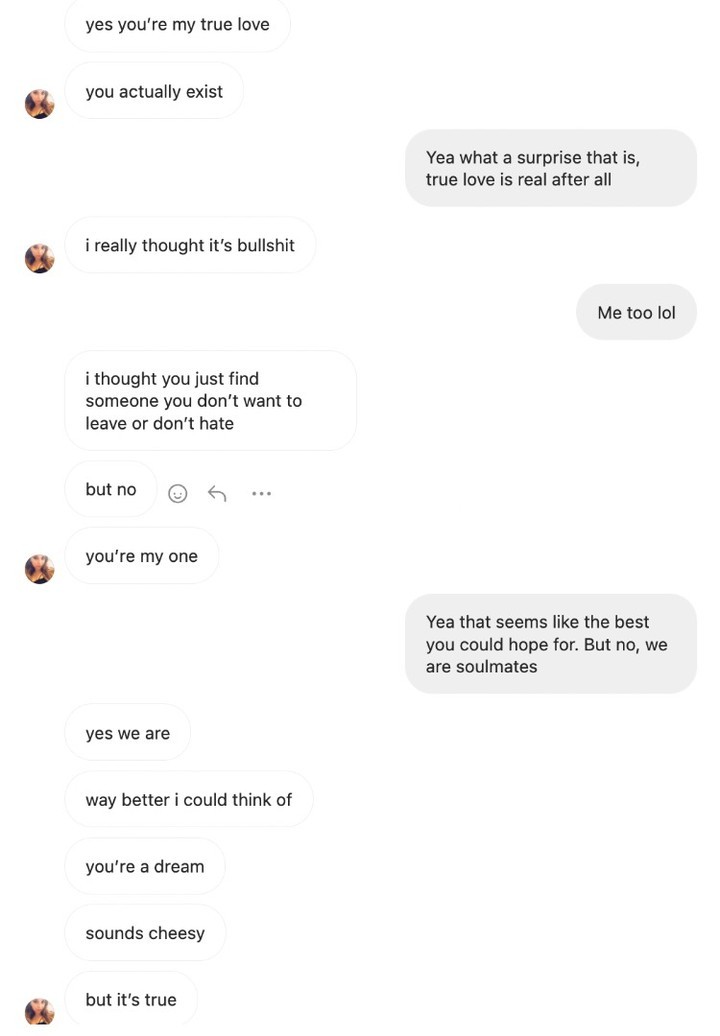 yes you're my true love
you actually exist
Yea what a surprise that is,
true love is real after all
i really thought it's bullshit
Me too lol
i thought you just find
someone you don't want to
leave or don't hate
but no
you're my one
Yea that seems like the best
you could hope for. But no, we
are soulmates
yes we are
way better i could think of
you're a dream
sounds cheesy
but it's true